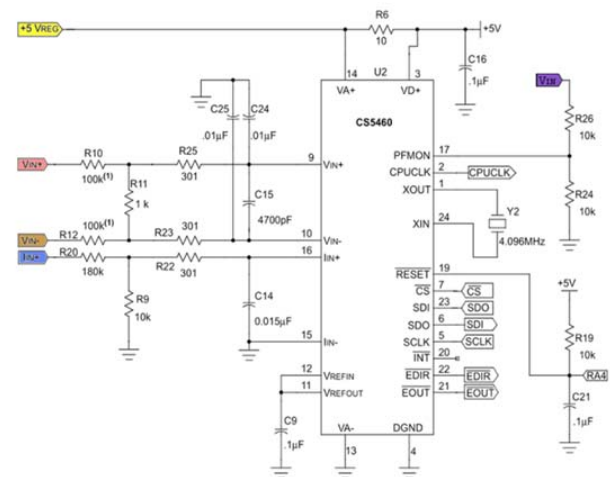 +5 VREG
R6
10
+5V
C16
.1µF
14
U2
3
VA+
VD+
CS5460
VIN
R26
10k
C25
C24
.01µF
.01µF
R10
100k(1)
R25
301
9
VIN+
VIN+
PFMON
17
CPUCLK
2
CPUCLK
XOUT
1
R11
1 k
C15
4700pF
R24
10k
Y2
XIN
24
4.096MHz
100k(1)
301
VIN-
R12
R23
10
VIN-
IIN+
R20
16
IIN+
180k
R22
301
RESET
19
+5V
CS
7
CS
SDI
23
SDO
SDO
6
SDI
SCLK
5
SCLK
INT
20
EDIR
22
EDIR
EOUT
21
EOUT
R9
10k
C14
0.015µF
15
IIN-
R19
10k
RA4
12
VREFIN
11
VREFOUT
C21
.1µF
C9
.1µF
VA-
DGND
13
4